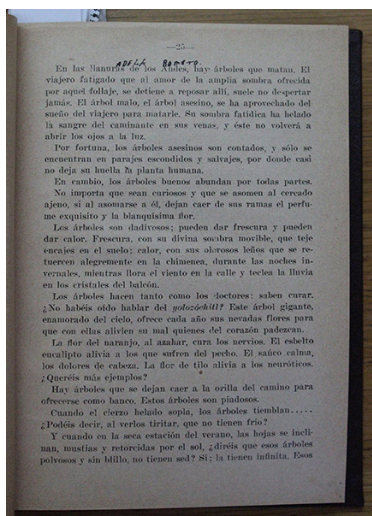 —25—
ADELA ROMERO.
En las llanuras de los Andes, hay árboles que matan. El
viajero fatigado que al amor de la amplia sombra ofrecida
por aquel follaje, se detiene a reposar allí, suele no despertar
jamás. El árbol malo, el árbol asesino, se ha aprovechado del
sueño del viajero para matarle. Su sombra fatídica ha helado
la sangre del caminante en sus venas, y éste no volverá a
abrir los ojos a la luz.
Por fortuna, los árboles asesinos son contados, y sólo se
encuentran en parajes escondidos y salvajes, por donde casi
no deja su huella la planta humana.
En cambio, los árboles buenos abundan por todas partes.
No importa que sean curiosos y que se asomen al cercado
ajeno, si al asomarse a él, dejan caer de sus ramas el perfu-
me exquisito y la blanquísima flor.
Los árboles son dadivosos; pueden dar frescura y pueden
dar calor. Frescura, con su divina sombra movible, que teje
encajes en el suelo; calor, con sus olorosos leños que se re-
tuercen alegremente en la chimenea, durante las noches in-
vernales, mientras llora el viento en la calle y teclea la lluvia
en los cristales del balcón.
Los árboles hacen tanto como los doctores: saben curar.
¿No habéis oído hablar del yolozóchitl? Este árbol gigante,
enamorado del cielo, ofrece cada año sus nevadas flores para
que con ellas alivien su mal quienes del corazón padezcan.
La flor del naranjo, al azahar, cura los nervios. El esbelto
eucalipto alivia a los que sufren del pecho. El saúco calma,
los dolores de cabeza. La flor de tilo alivia a los neuróticos.
¿Queréis más ejemplos?
Hay árboles que se dejan caer a la orilla del camino para
ofrecerse como banco. Estos árboles son piadosos.
Cuando el cierzo helado sopla, los árboles tiemblan.....
¿Podéis decir, al verlos tiritar, que no tienen frío?
Y cuando en la seca estación del verano, las hojas se incli-
nan, mustias y retorcidas por el sol, ¿diréis que esos árboles
polvosos y sin brillo, no tienen sed? Sí; la tienen infinita. Esos